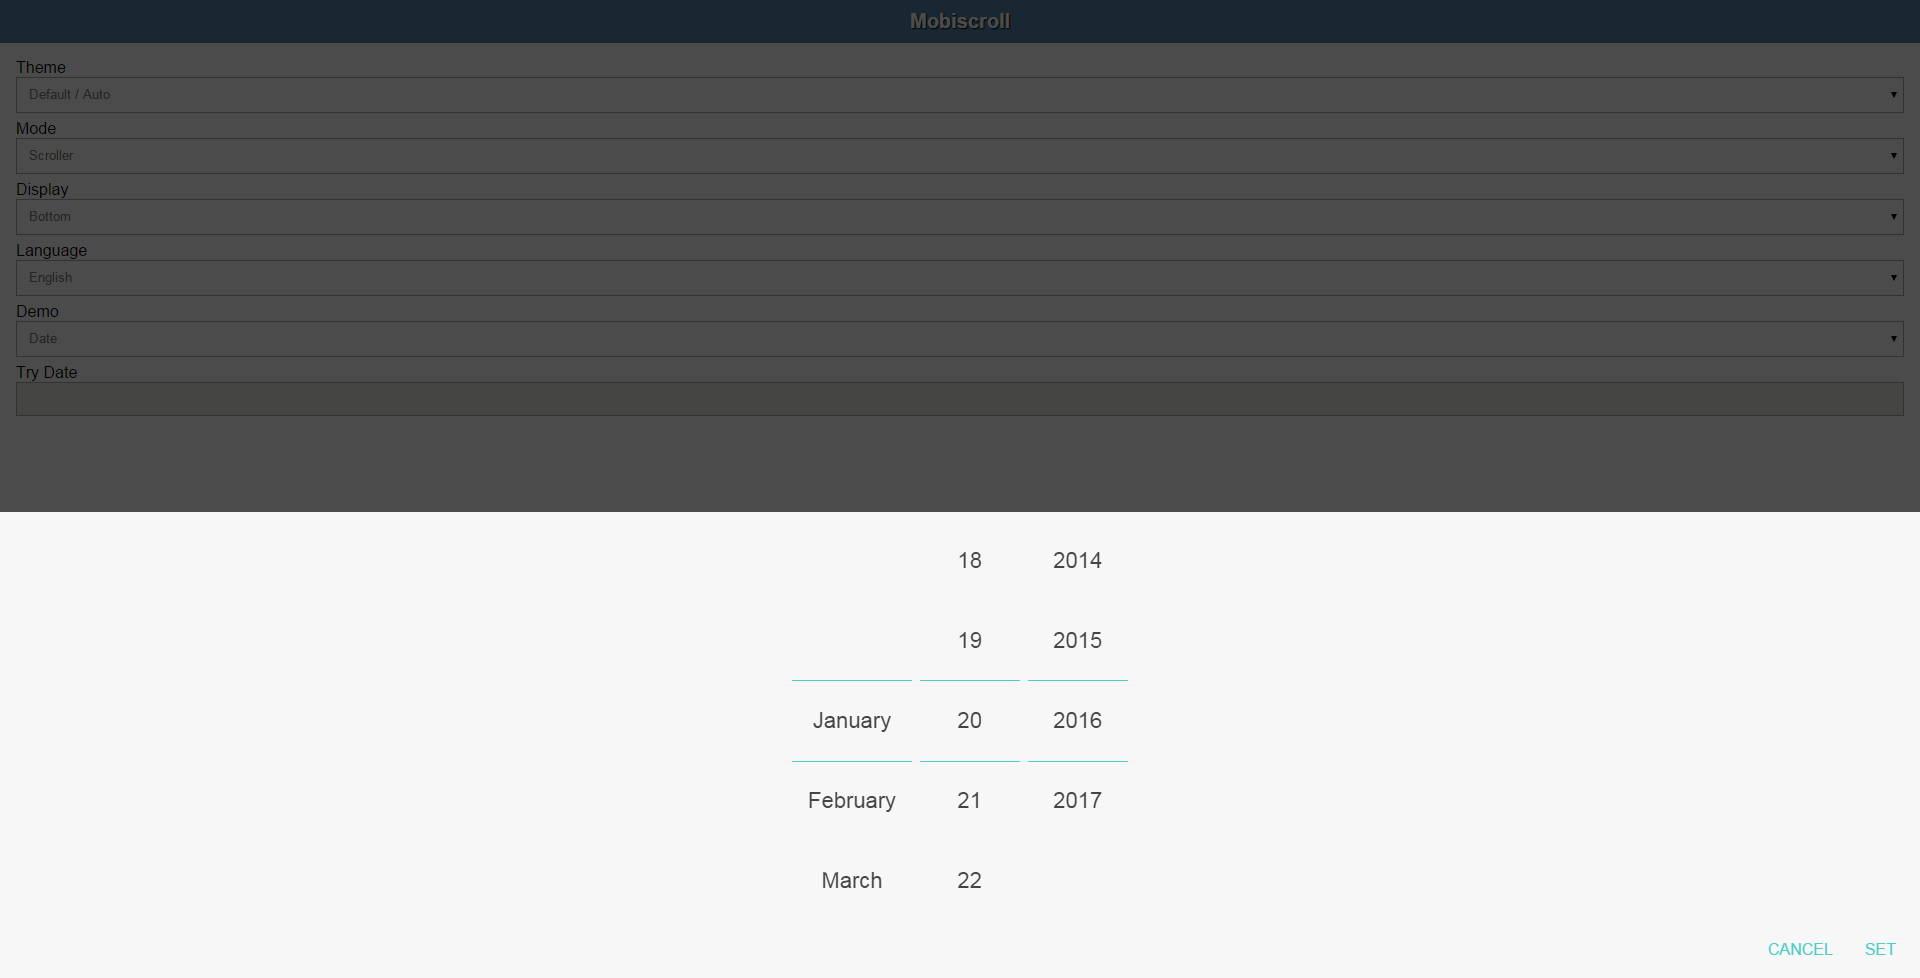 Mobiscroll
Theme
Default / Auto
Mode
Scroller
Display
Bottom
Language
English
Demo
Date
Try Date
18 2014
19 2015
January 20 2016
February 21 2017
March 22
CANCEL SET